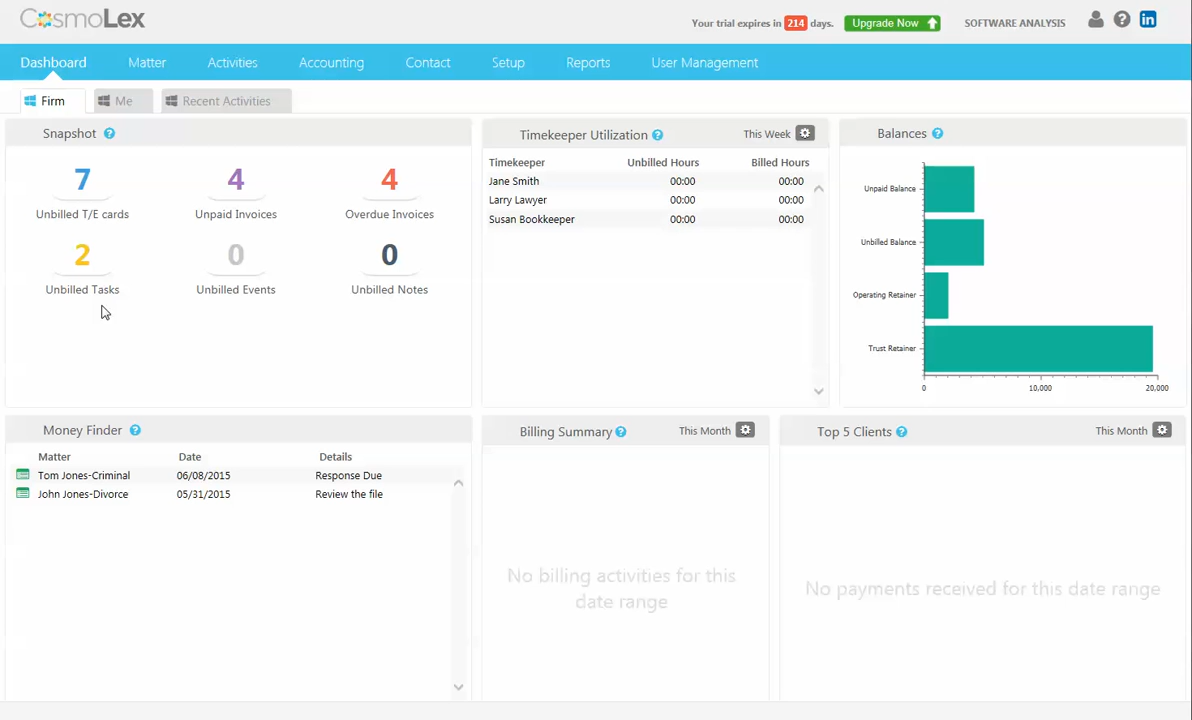 CosmoLex
Your trial expires in 214 days.
Upgrade Now
SOFTWARE ANALYSIS
Dashboard Matter Activities Accounting Contact Setup Reports User Management
Firm Me Recent Activities
Snapshot
7 4 4
Unbilled T/E cards Unpaid Invoices Overdue Invoices
2 0 0
Unbilled Tasks Unbilled Events Unbilled Notes
Timekeeper Utilization This Week
Timekeeper Unbilled Hours Billed Hours
Jane Smith 00:00 00:00
Larry Lawyer 00:00 00:00
Susan Bookkeeper 00:00 00:00
Balances
Unpaid Balance
Unbilled Balance
Operating Retainer
Trust Retainer
0 10,000 20,000
Money Finder
Matter Date Details
Tom Jones-Criminal 06/08/2015 Response Due
John Jones-Divorce 05/31/2015 Review the file
Billing Summary This Month
No billing activities for this
date range
Top 5 Clients This Month
No payments received for this date range